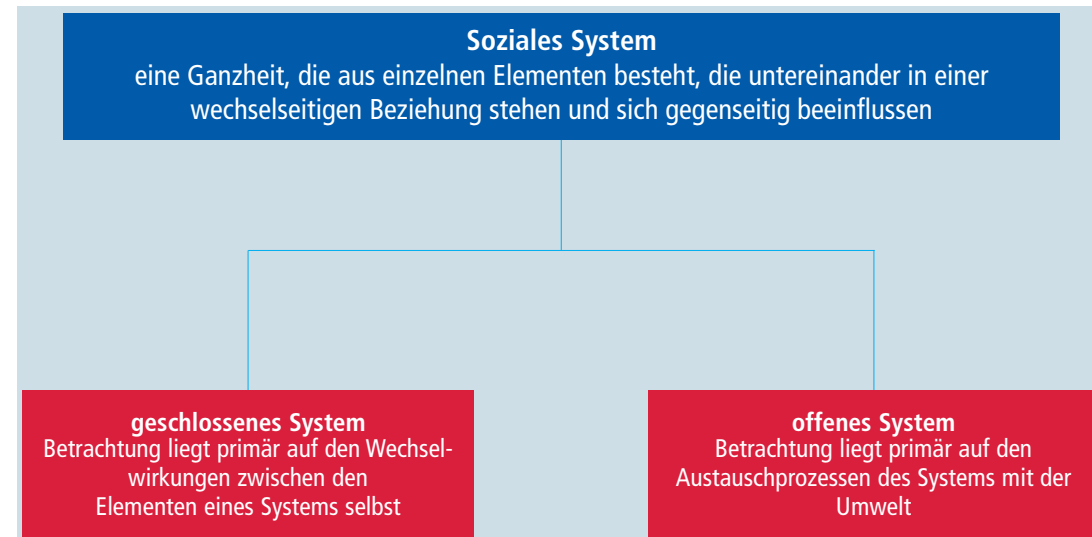 Soziales System
eine Ganzheit, die aus einzelnen Elementen besteht, die untereinander in einer
wechselseitigen Beziehung stehen und sich gegenseitig beeinflussen
geschlossenes System
Betrachtung liegt primär auf den Wechsel-
wirkungen zwischen den
Elementen eines Systems selbst
offenes System
Betrachtung liegt primär auf den
Austauschprozessen des Systems mit der
Umwelt